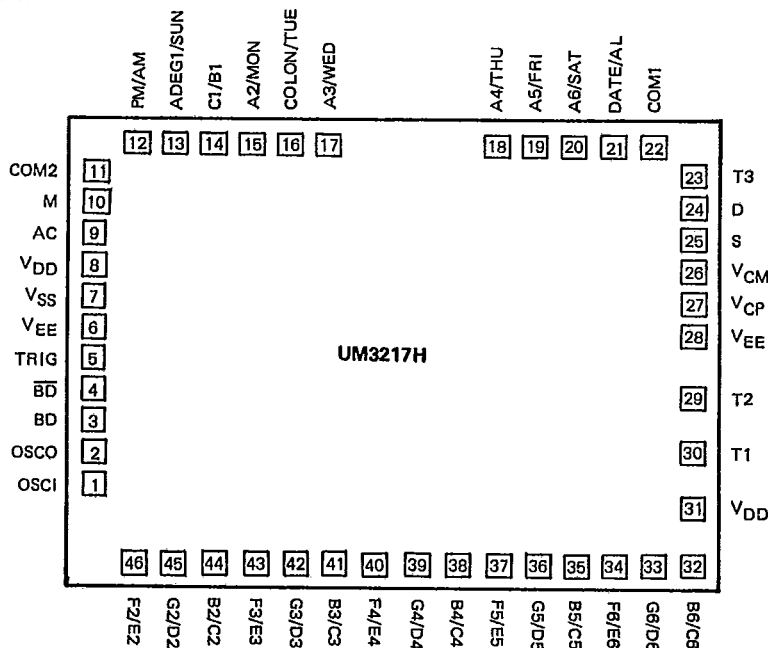 PM/AM
ADEG1/SUN
C1/B1
A2/MON
COLON/TUE
A3/WED
A4/THU
A5/FRI
A6/SAT
DATE/AL
COM1
12 13 14 15 16 17 18 19 20 21 22
COM2 11
M 10
AC 9
VDD 8
VSS 7
VEE 6
TRIG 5
B̅D̅ 4
BD 3
OSCO 2
OSCI 1
UM3217H
23 T3
24 D
25 S
26 VCM
27 VCP
28 VEE
29 T2
30 T1
31 VDD
46 45 44 43 42 41 40 39 38 37 36 35 34 33 32
F2/E2
G2/D2
B2/C2
F3/E3
G3/D3
B3/C3
F4/E4
G4/D4
B4/C4
F5/E5
G5/D5
B5/C5
F6/E6
G6/D6
B6/C6